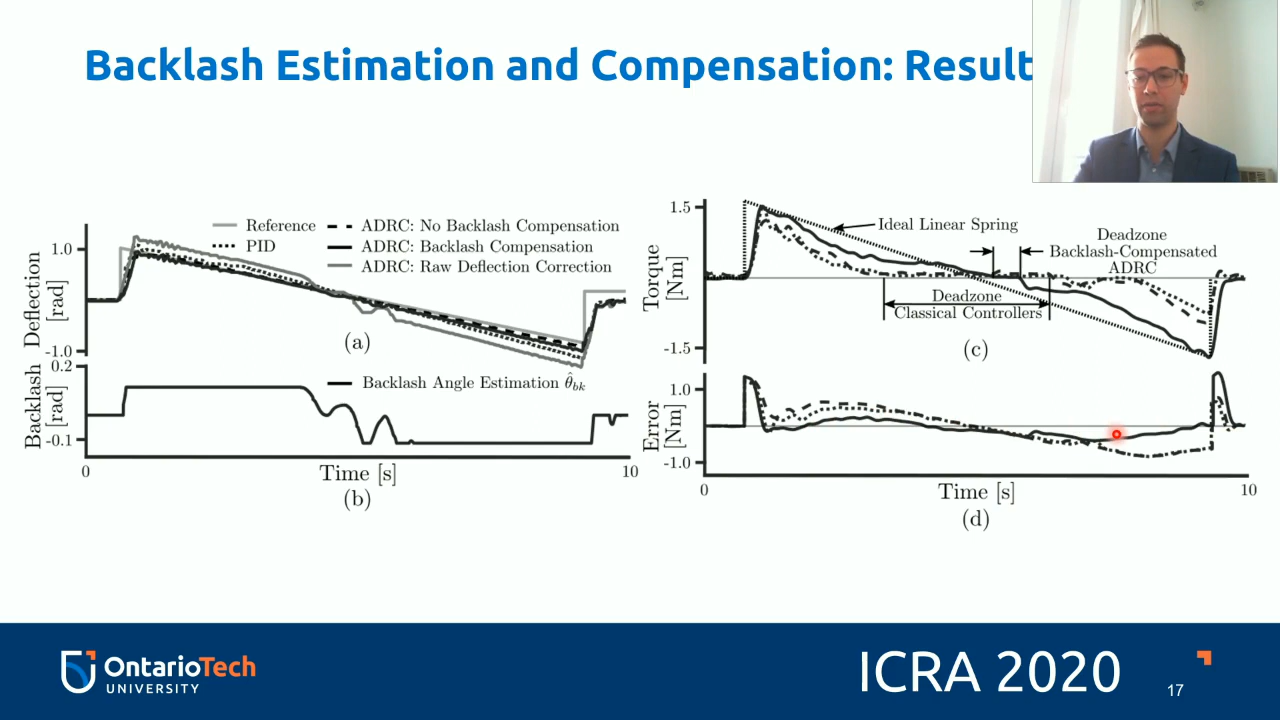 Backlash Estimation and Compensation: Result
Reference
PID
ADRC: No Backlash Compensation
ADRC: Backlash Compensation
ADRC: Raw Deflection Correction
Deflection
[rad]
1.0
-1.0
(a)
Backlash
[rad]
0.2
-0.1
Backlash Angle Estimation θ̂bk
0
10
Time [s]
(b)
Torque
[Nm]
1.5
-1.5
Ideal Linear Spring
Deadzone
Backlash-Compensated
ADRC
Deadzone
Classical Controllers
(c)
Error
[Nm]
1.0
-1.0
0
10
Time [s]
(d)
OntarioTech
UNIVERSITY
ICRA 2020
17